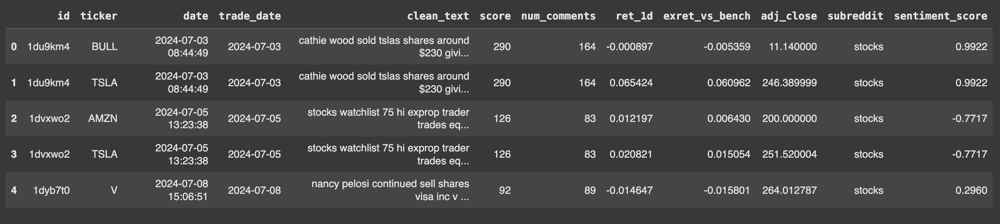 id ticker date trade_date clean_text score num_comments ret_1d exret_vs_bench adj_close subreddit sentiment_score
0 1du9km4 BULL 2024-07-03 08:44:49 2024-07-03 cathie wood sold tslas shares around $230 givi... 290 164 -0.000897 -0.005359 11.140000 stocks 0.9922
1 1du9km4 TSLA 2024-07-03 08:44:49 2024-07-03 cathie wood sold tslas shares around $230 givi... 290 164 0.065424 0.060962 246.389999 stocks 0.9922
2 1dvxwo2 AMZN 2024-07-05 13:23:38 2024-07-05 stocks watchlist 75 hi exprop trader trades eq... 126 83 0.012197 0.006430 200.000000 stocks -0.7717
3 1dvxwo2 TSLA 2024-07-05 13:23:38 2024-07-05 stocks watchlist 75 hi exprop trader trades eq... 126 83 0.020821 0.015054 251.520004 stocks -0.7717
4 1dyb7t0 V 2024-07-08 15:06:51 2024-07-08 nancy pelosi continued sell shares visa inc v ... 92 89 -0.014647 -0.015801 264.012787 stocks 0.2960